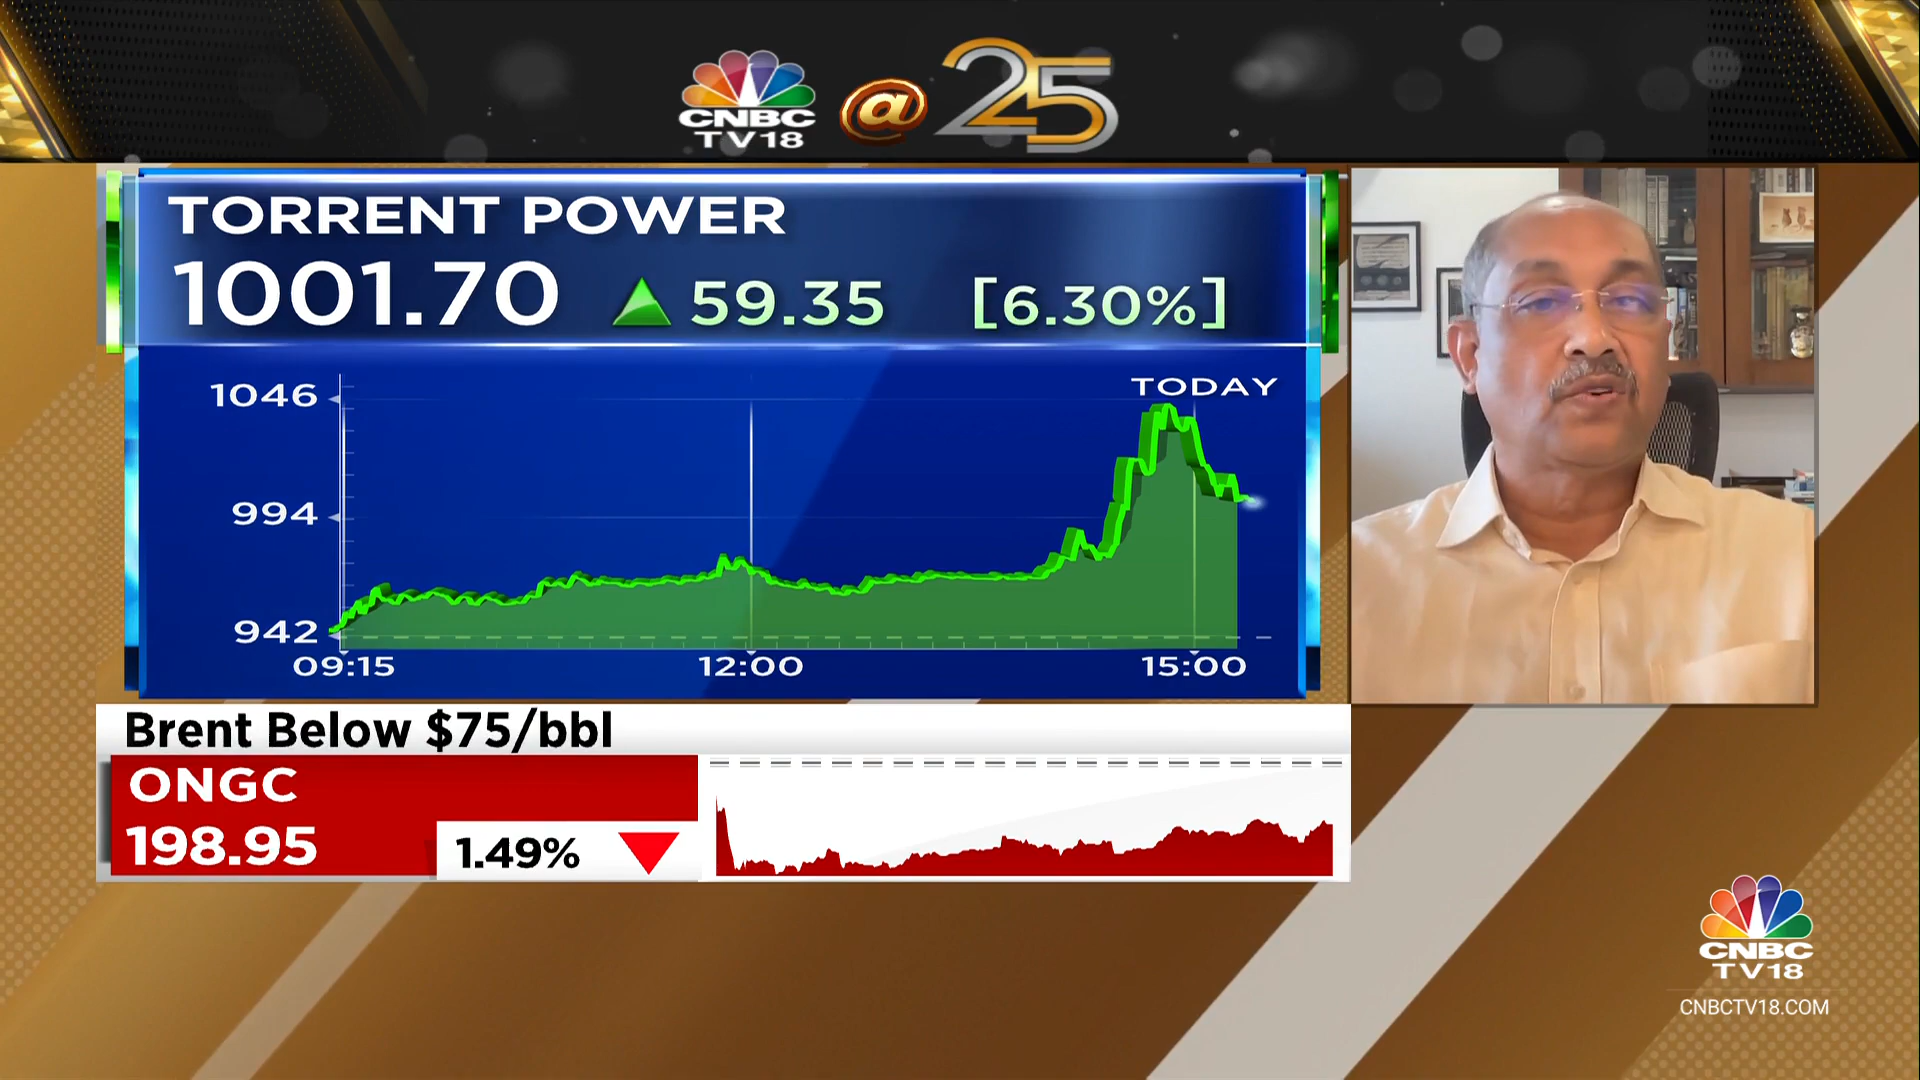 CNBC
TV18
@25
TORRENT POWER
1001.70 ▲ 59.35 [6.30%]
TODAY
1046
994
942
09:15 12:00 15:00
Brent Below $75/bbl
ONGC
198.95
1.49% ▼
CNBC
TV18
CNBCTV18.COM